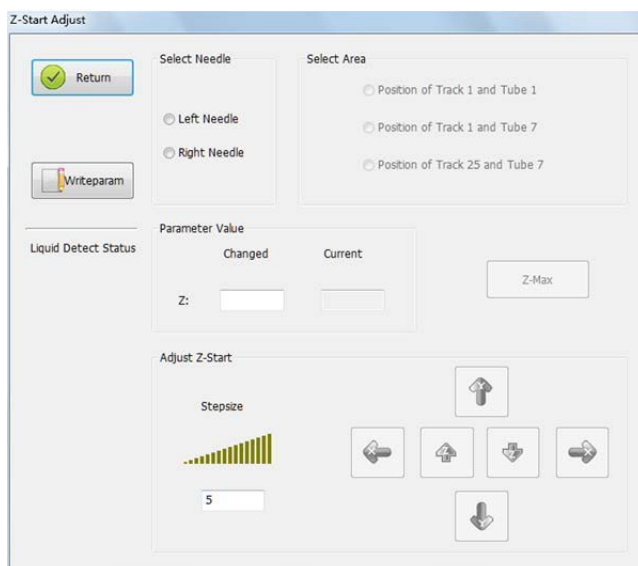 Z-Start Adjust
Return
Writeparam
Liquid Detect Status
Select Needle
Left Needle
Right Needle
Select Area
Position of Track 1 and Tube 1
Position of Track 1 and Tube 7
Position of Track 25 and Tube 7
Parameter Value
Changed Current
Z:
Z-Max
Adjust Z-Start
Stepsize
5